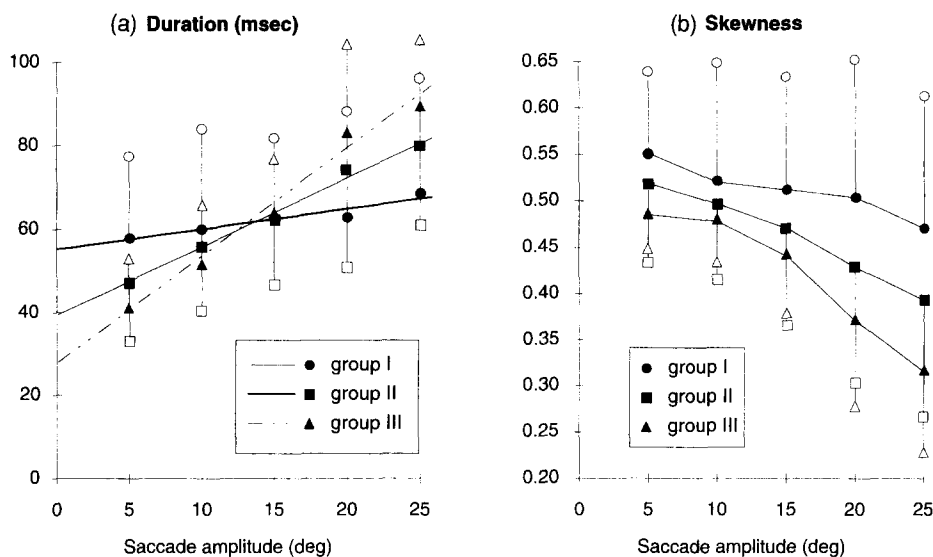 (a) Duration (msec)
100
80
60
40
20
0
0 5 10 15 20 25
Saccade amplitude (deg)
group I
group II
group III
(b) Skewness
0.65
0.60
0.55
0.50
0.45
0.40
0.35
0.30
0.25
0.20
0 5 10 15 20 25
Saccade amplitude (deg)
group I
group II
group III